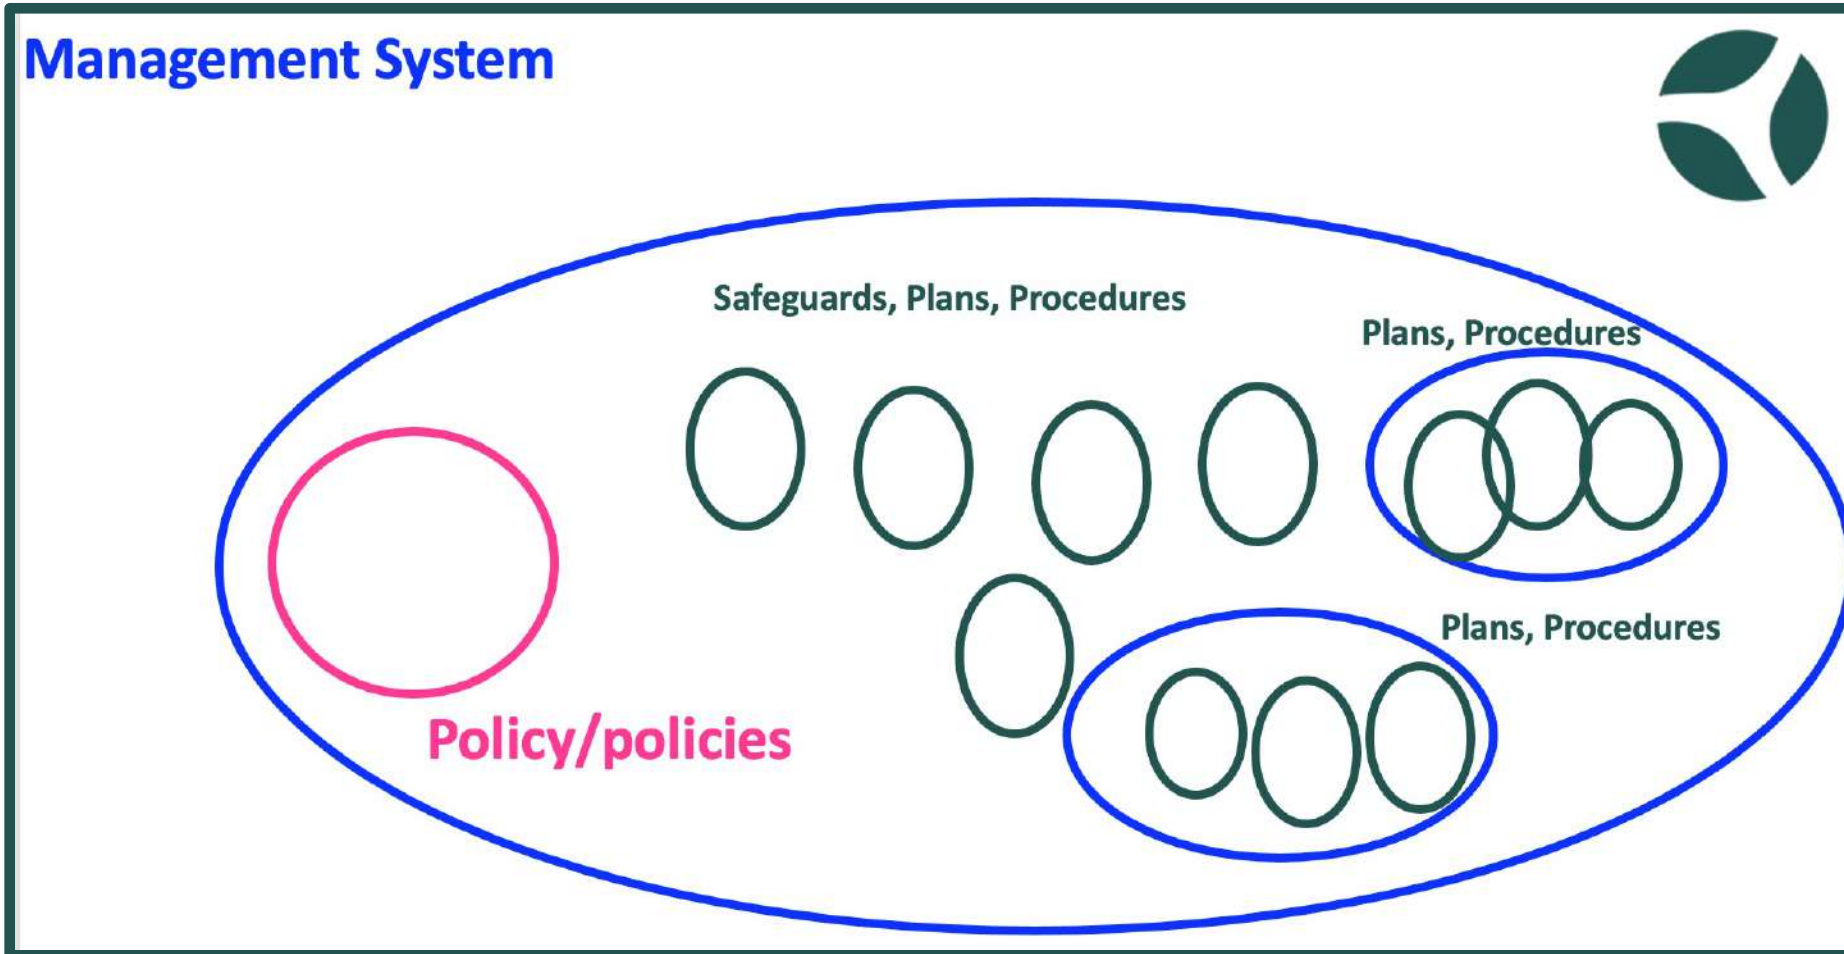 Management System
Safeguards, Plans, Procedures
Plans, Procedures
Plans, Procedures
Policy/policies